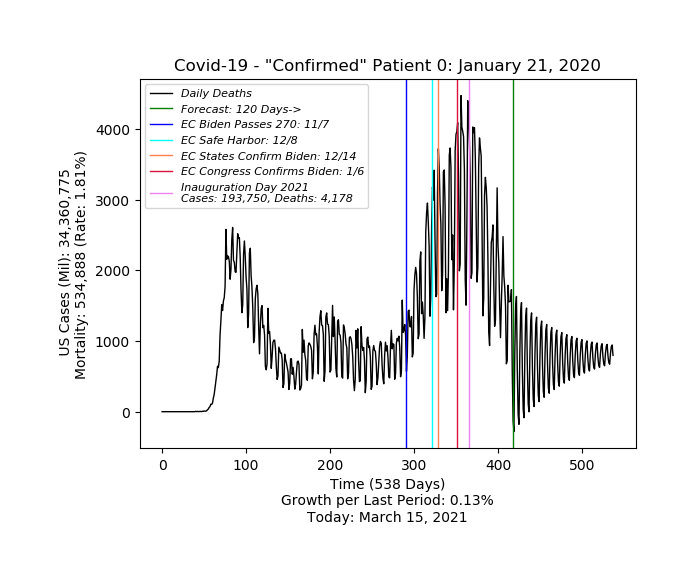 Covid-19 - "Confirmed" Patient 0: January 21, 2020
Daily Deaths
Forecast: 120 Days->
EC Biden Passes 270: 11/7
EC Safe Harbor: 12/8
EC States Confirm Biden: 12/14
EC Congress Confirms Biden: 1/6
Inauguration Day 2021
Cases: 193,750, Deaths: 4,178
US Cases (Mil): 34,360,775
Mortality: 534,888 (Rate: 1.81%)
4000
3000
2000
1000
0
0 100 200 300 400 500
Time (538 Days)
Growth per Last Period: 0.13%
Today: March 15, 2021